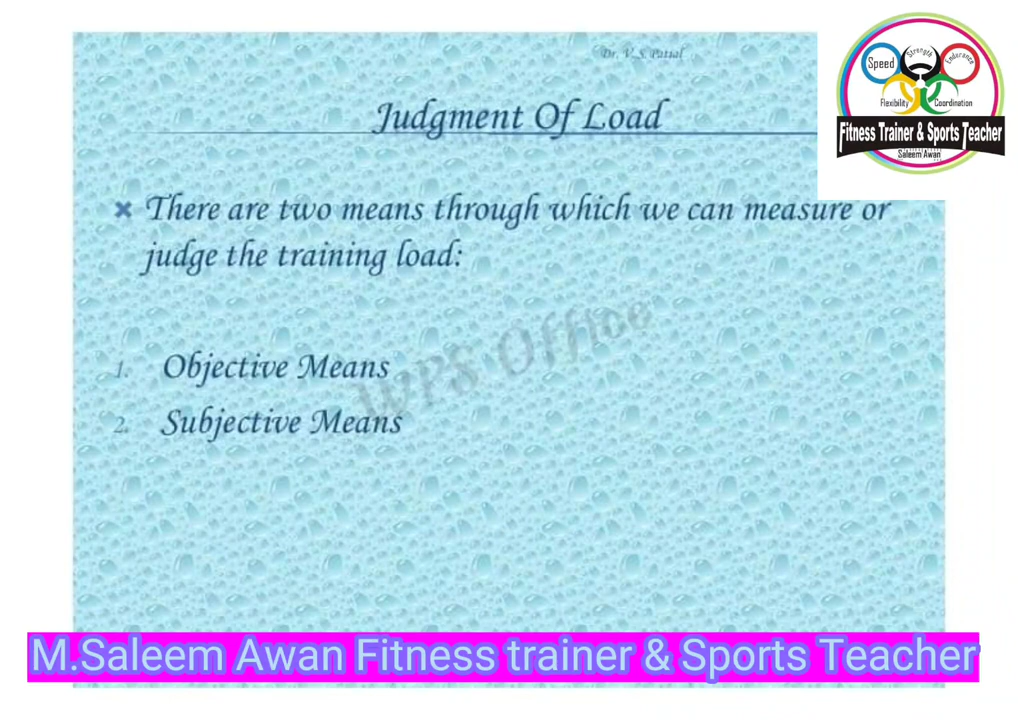 Dr. V. S. Patial
Judgment Of Load
There are two means through which we can measure or
judge the training load:
1. Objective Means
2. Subjective Means
WPS Office
Speed
Strength
Endurance
Flexibility
Coordination
Fitness Trainer & Sports Teacher
Saleem Awan
M.Saleem Awan Fitness trainer & Sports Teacher